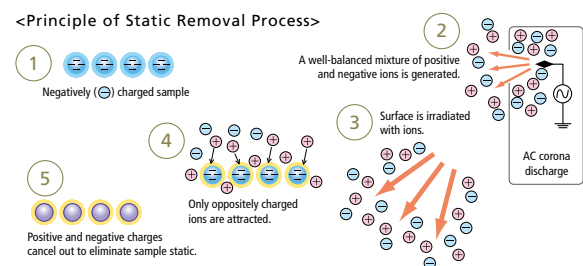 <Principle of Static Removal Process>
1
Negatively (⊖) charged sample
2
A well-balanced mixture of positive
and negative ions is generated.
AC corona
discharge
3
Surface is irradiated
with ions.
4
Only oppositely charged
ions are attracted.
5
Positive and negative charges
cancel out to eliminate sample static.